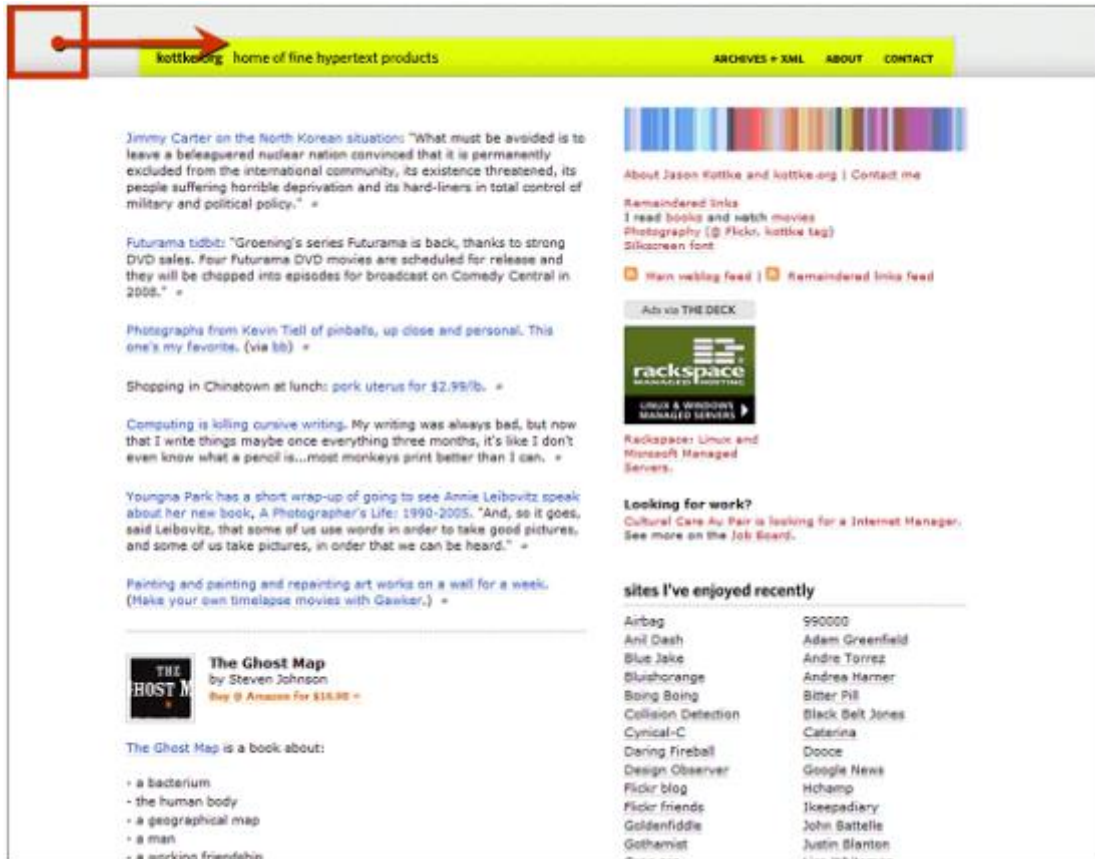 kottke.org home of fine hypertext products
ARCHIVES + XML ABOUT CONTACT
Jimmy Carter on the North Korean situation: "What must be avoided is to
leave a beleaguered nuclear nation convinced that it is permanently
excluded from the international community, its existence threatened, its
people suffering horrible deprivation and its hard-liners in total control of
military and political policy." »
Futurama tidbit: "Groening's series Futurama is back, thanks to strong
DVD sales. Four Futurama DVD movies are scheduled for release and
they will be chopped into episodes for broadcast on Comedy Central in
2008." »
Photographs from Kevin Tiell of pinballs, up close and personal. This
one's my favorite. (via bb) »
Shopping in Chinatown at lunch: pork uterus for $2.99/lb. »
Computing is killing cursive writing. My writing was always bad, but now
that I write things maybe once everything three months, it's like I don't
even know what a pencil is...most monkeys print better than I can. »
Youngna Park has a short wrap-up of going to see Annie Leibovitz speak
about her new book, A Photographer's Life: 1990-2005. "And, so it goes,
said Leibovitz, that some of us use words in order to take good pictures,
and some of us take pictures, in order that we can be heard." »
Painting and painting and repainting art works on a wall for a week.
(Make your own timelapse movies with Gawker.) »
THE
HOST M
The Ghost Map
by Steven Johnson
Buy @ Amazon for $16.90 »
The Ghost Map is a book about:
- a bacterium
- the human body
- a geographical map
- a man
- a working friendship
About Jason Kottke and kottke.org | Contact me
Remaindered links
I read books and watch movies
Photography (@ Flickr, kottke tag)
Silkscreen font
Main weblog feed | Remaindered links feed
Ads via THE DECK
rackspace
MANAGED HOSTING
LINUX & WINDOWS
MANAGED SERVERS
Rackspace: Linux and
Microsoft Managed
Servers.
Looking for work?
Cultural Care Au Pair is looking for a Internet Manager.
See more on the Job Board.
sites I've enjoyed recently
Airbag
Anil Dash
Blue Jake
Bluishorange
Boing Boing
Collision Detection
Cynical-C
Daring Fireball
Design Observer
Flickr blog
Flickr friends
Goldenfiddle
Gothamist
990000
Adam Greenfield
Andre Torrez
Andrea Harner
Bitter Pill
Black Belt Jones
Caterina
Dooce
Google News
Hchamp
Ikeepadiary
John Battelle
Justin Blanton